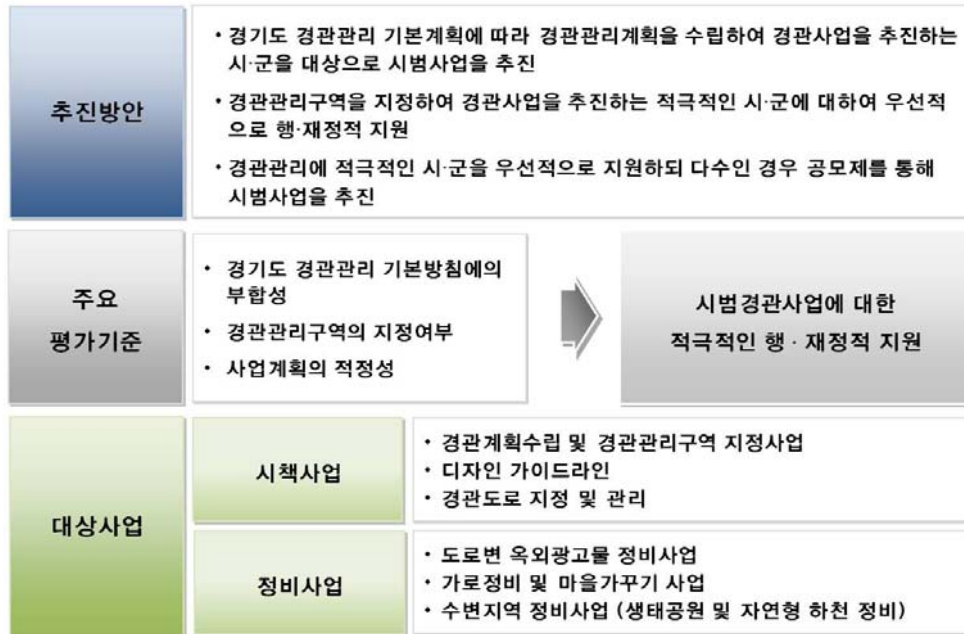 추진방안
• 경기도 경관관리 기본계획에 따라 경관관리계획을 수립하여 경관사업을 추진하는
시·군을 대상으로 시범사업을 추진
• 경관관리구역을 지정하여 경관사업을 추진하는 적극적인 시·군에 대하여 우선적
으로 행·재정적 지원
• 경관관리에 적극적인 시·군을 우선적으로 지원하되 다수인 경우 공모제를 통해
시범사업을 추진
주요
평가기준
• 경기도 경관관리 기본방침에의
부합성
• 경관관리구역의 지정여부
• 사업계획의 적정성
시범경관사업에 대한
적극적인 행 · 재정적 지원
대상사업
시책사업
• 경관계획수립 및 경관관리구역 지정사업
• 디자인 가이드라인
• 경관도로 지정 및 관리
정비사업
• 도로변 옥외광고물 정비사업
• 가로정비 및 마을가꾸기 사업
• 수변지역 정비사업 (생태공원 및 자연형 하천 정비)